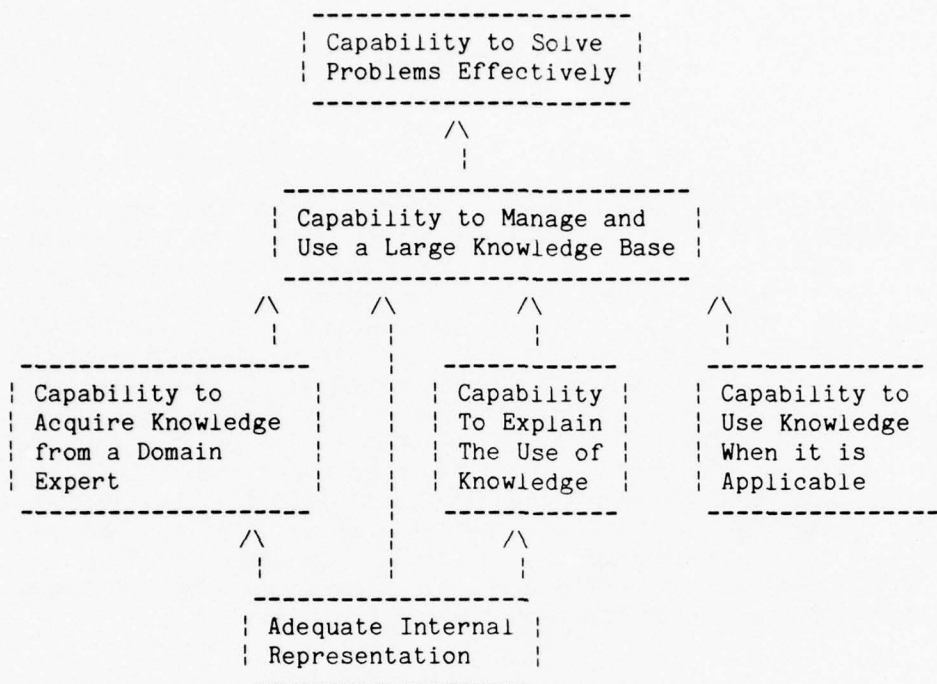 Capability to Solve
Problems Effectively
Capability to Manage and
Use a Large Knowledge Base
Capability to
Acquire Knowledge
from a Domain
Expert
Capability
To Explain
The Use of
Knowledge
Capability to
Use Knowledge
When it is
Applicable
Adequate Internal
Representation